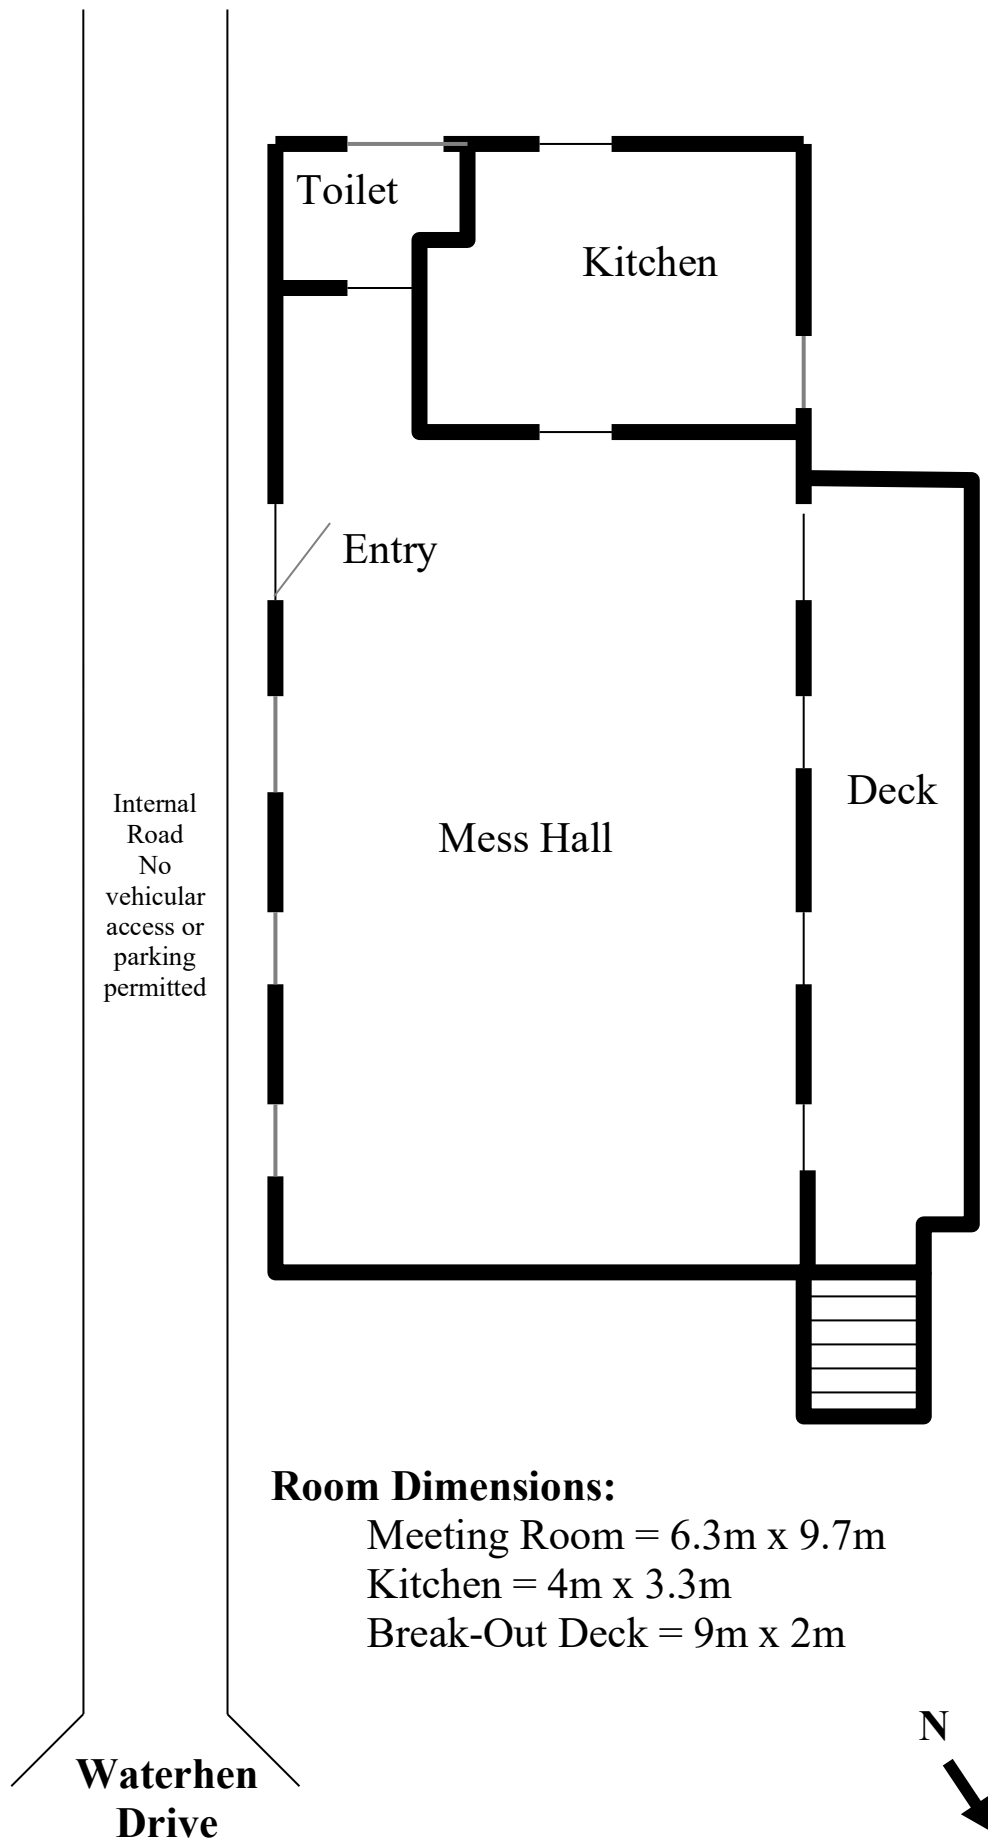 Toilet
Kitchen
Entry
Internal
Road
No
vehicular
access or
parking
permitted
Mess Hall
Deck
Room Dimensions:
Meeting Room = 6.3m x 9.7m
Kitchen = 4m x 3.3m
Break-Out Deck = 9m x 2m
N
Waterhen
Drive